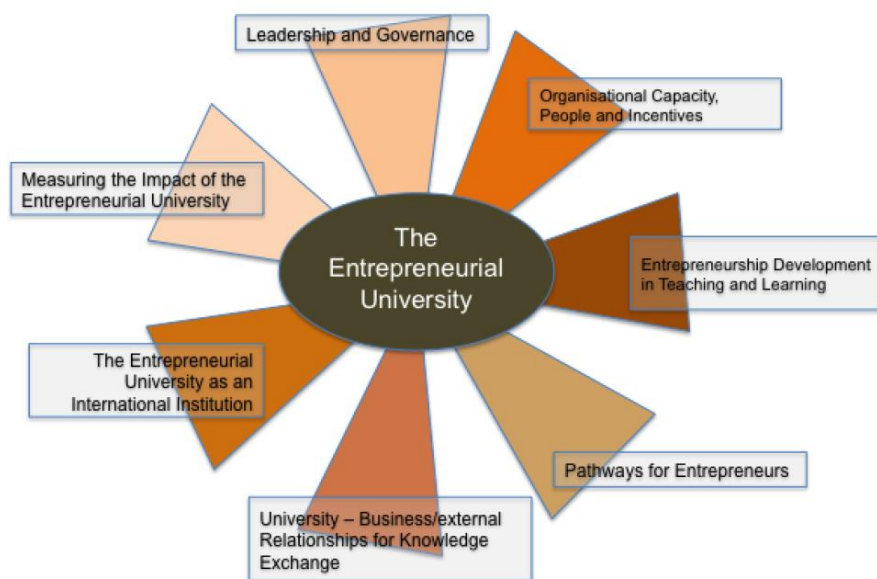 Leadership and Governance
Organisational Capacity,
People and Incentives
Measuring the Impact of the
Entrepreneurial University
The
Entrepreneurial
University
Entrepreneurship Development
in Teaching and Learning
The Entrepreneurial
University as an
International Institution
Pathways for Entrepreneurs
University – Business/external
Relationships for Knowledge
Exchange